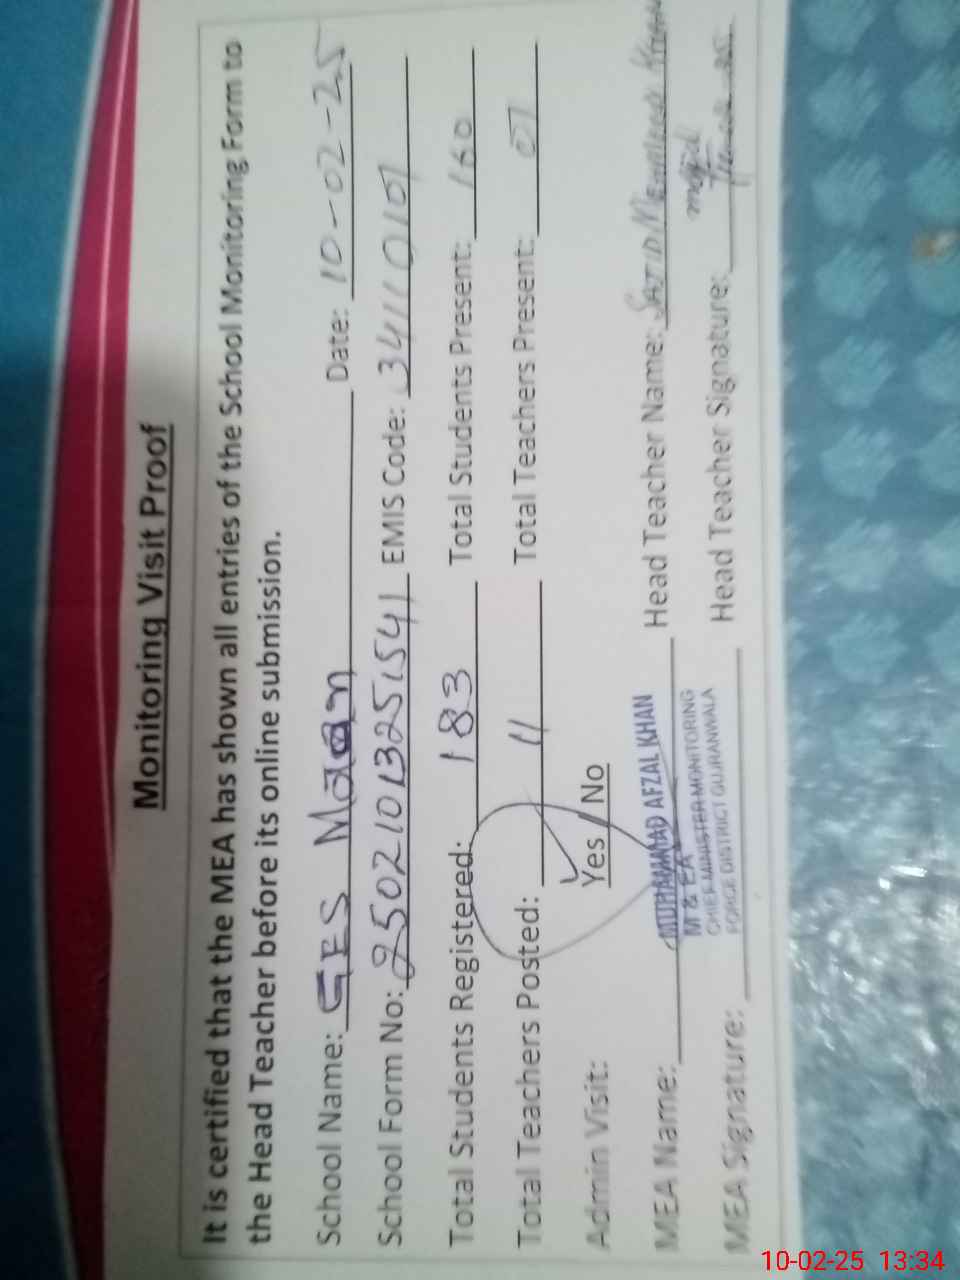 Monitoring Visit Proof
It is certified that the MEA has shown all entries of the School Monitoring Form to
the Head Teacher before its online submission.
School Name: GES Date: 10-02-25
School Form No: 25021013251541 EMIS Code: 34110107
Total Students Registered: 183 Total Students Present: 160
Total Teachers Posted: 11 Total Teachers Present: 07
Admin Visit: Yes / No
MEA Name: MUHAMMAD AFZAL KHAN Head Teacher Name: SAJID
M & EA
CHIEF MINISTER MONITORING
FORCE DISTRICT GUJRANWALA
MEA Signature: Head Teacher Signature:
10-02-25 13:34